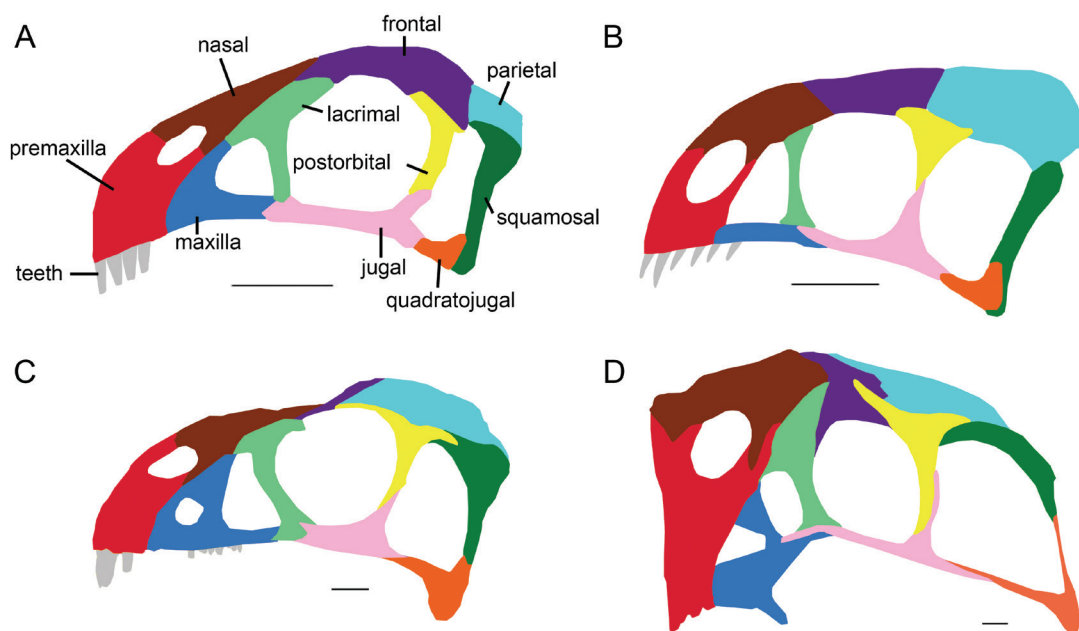 A
B
frontal
nasal
parietal
lacrimal
premaxilla
postorbital
squamosal
maxilla
jugal
teeth
quadratojugal
C
D